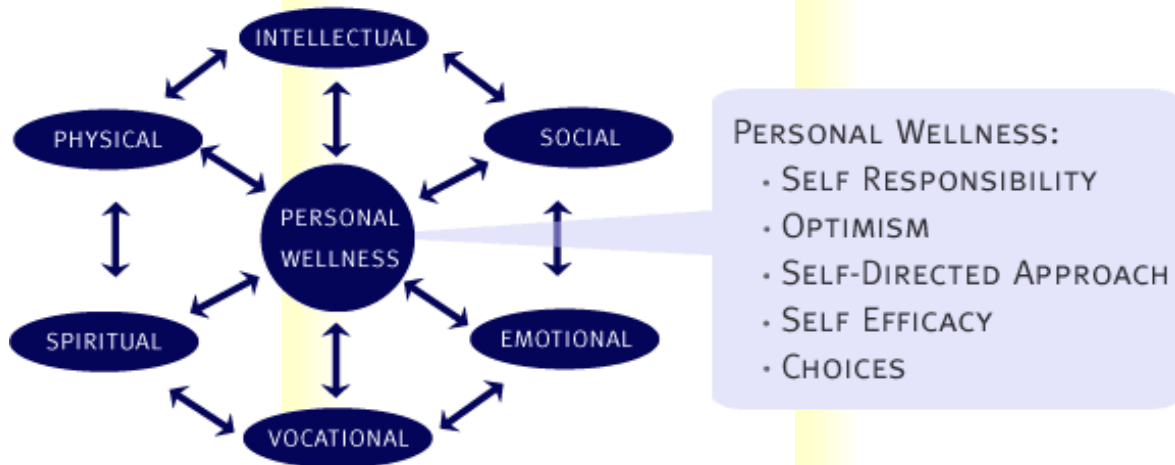 INTELLECTUAL
PHYSICAL
SOCIAL
PERSONAL
WELLNESS
SPIRITUAL
EMOTIONAL
VOCATIONAL
PERSONAL WELLNESS:
· SELF RESPONSIBILITY
· OPTIMISM
· SELF-DIRECTED APPROACH
· SELF EFFICACY
· CHOICES